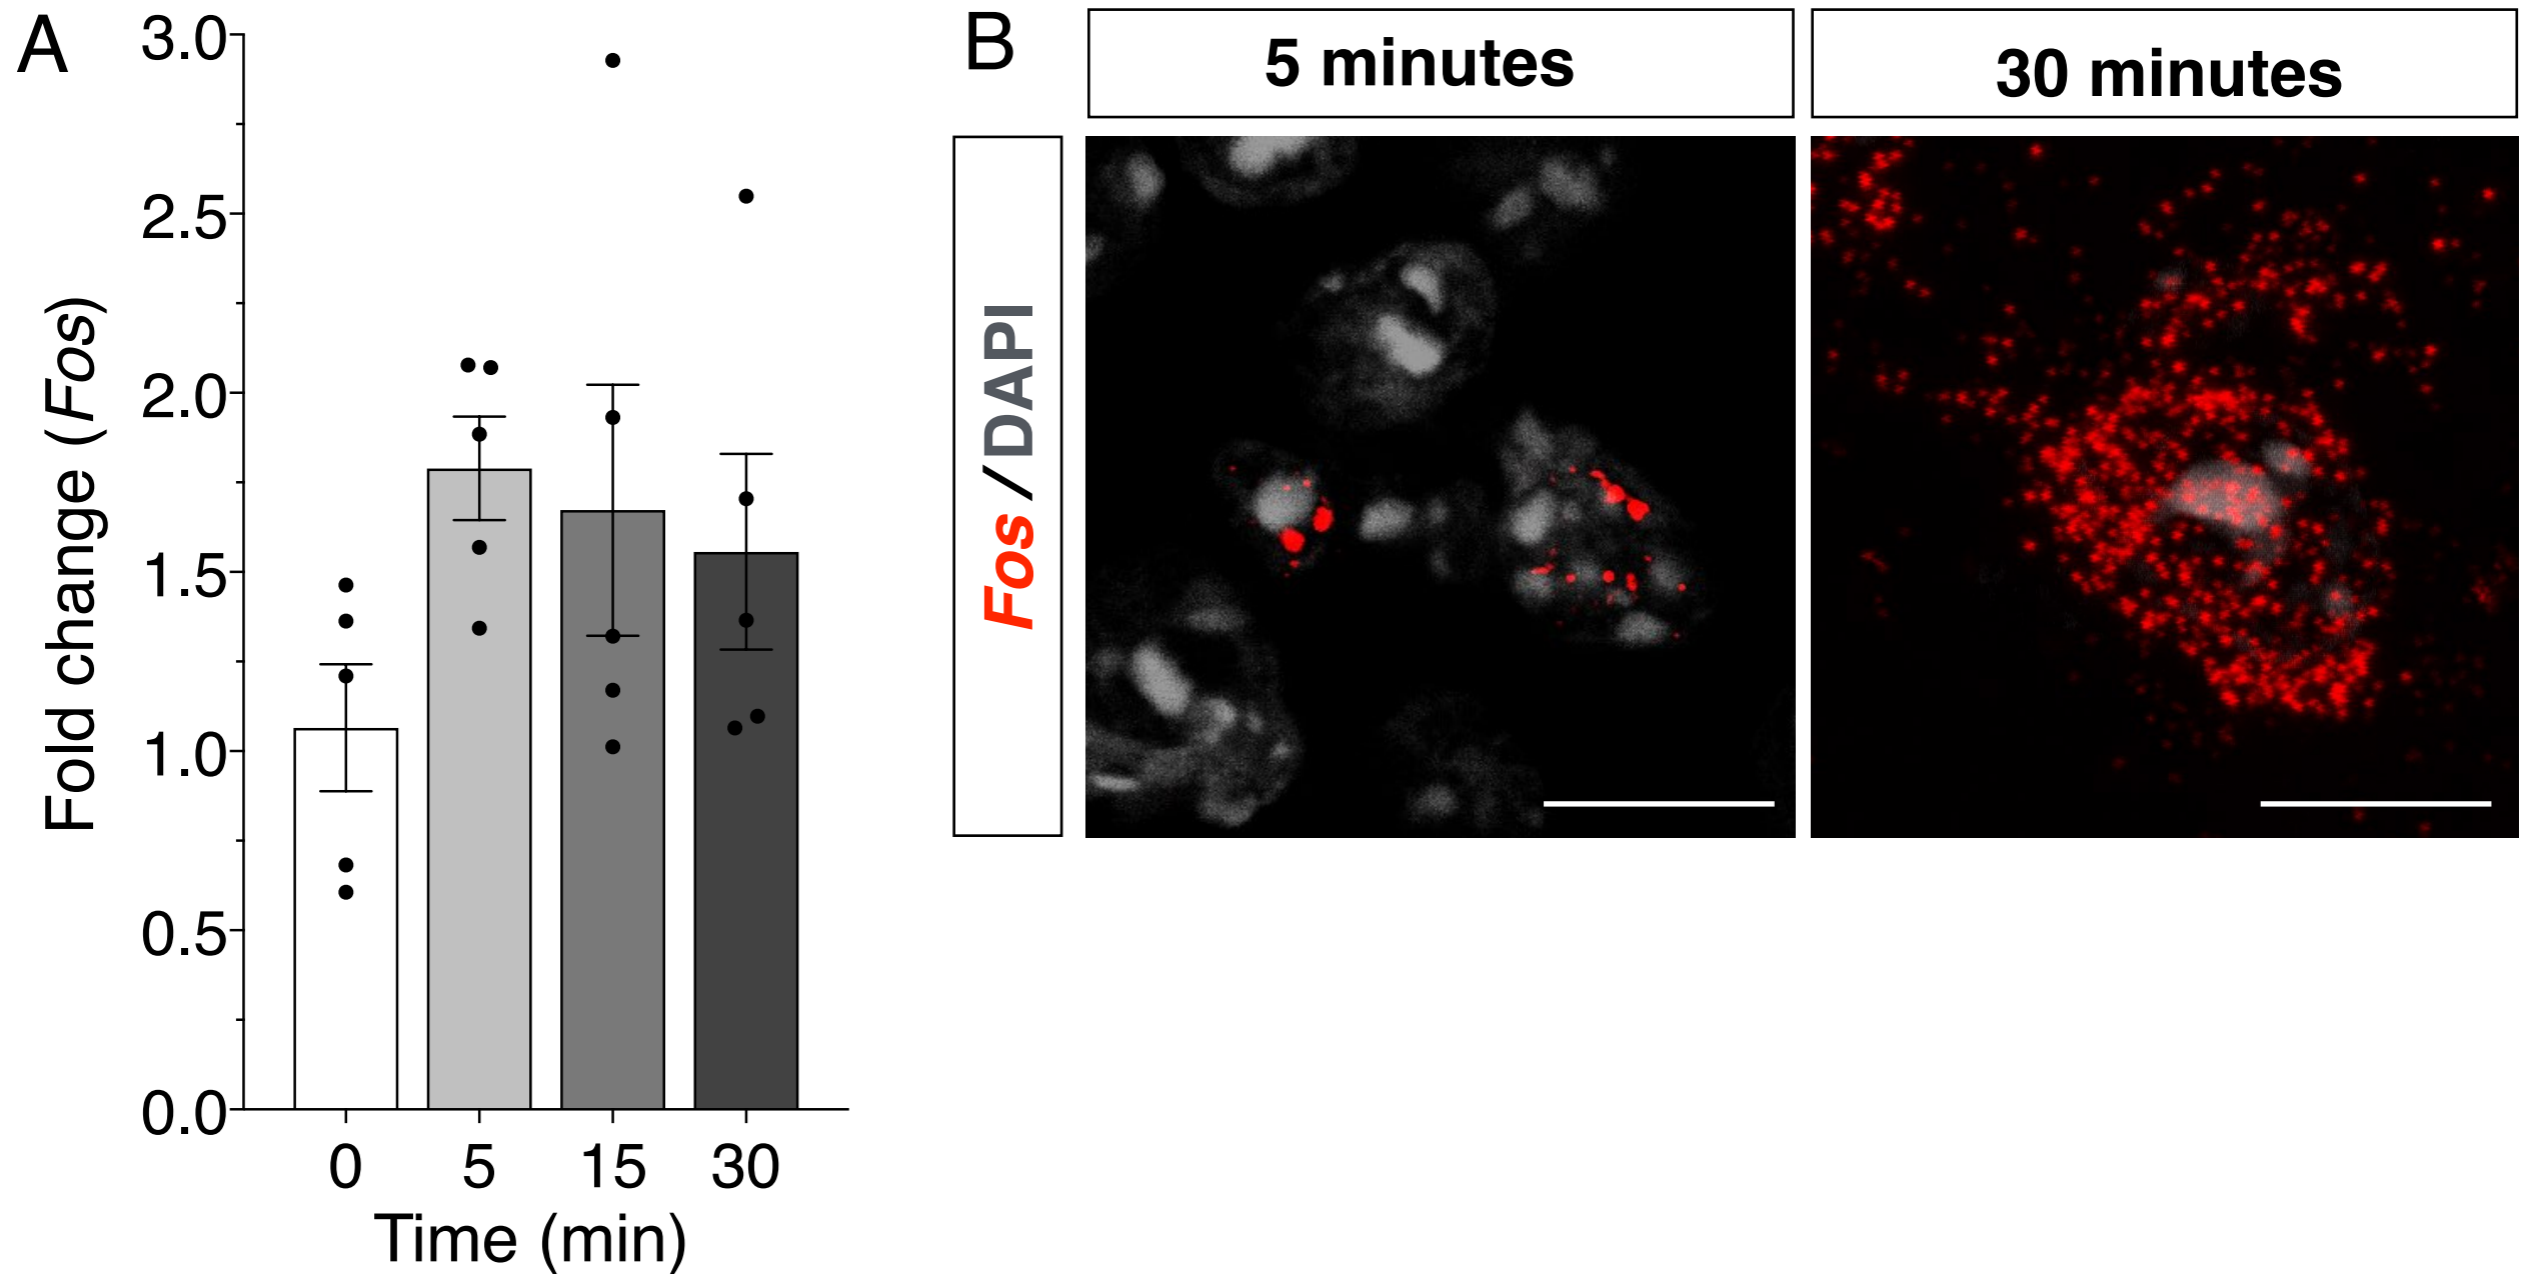 A
3.0
2.5
2.0
1.5
1.0
0.5
0.0
Fold change (Fos)
0 5 15 30
Time (min)
B
5 minutes
30 minutes
Fos/DAPI